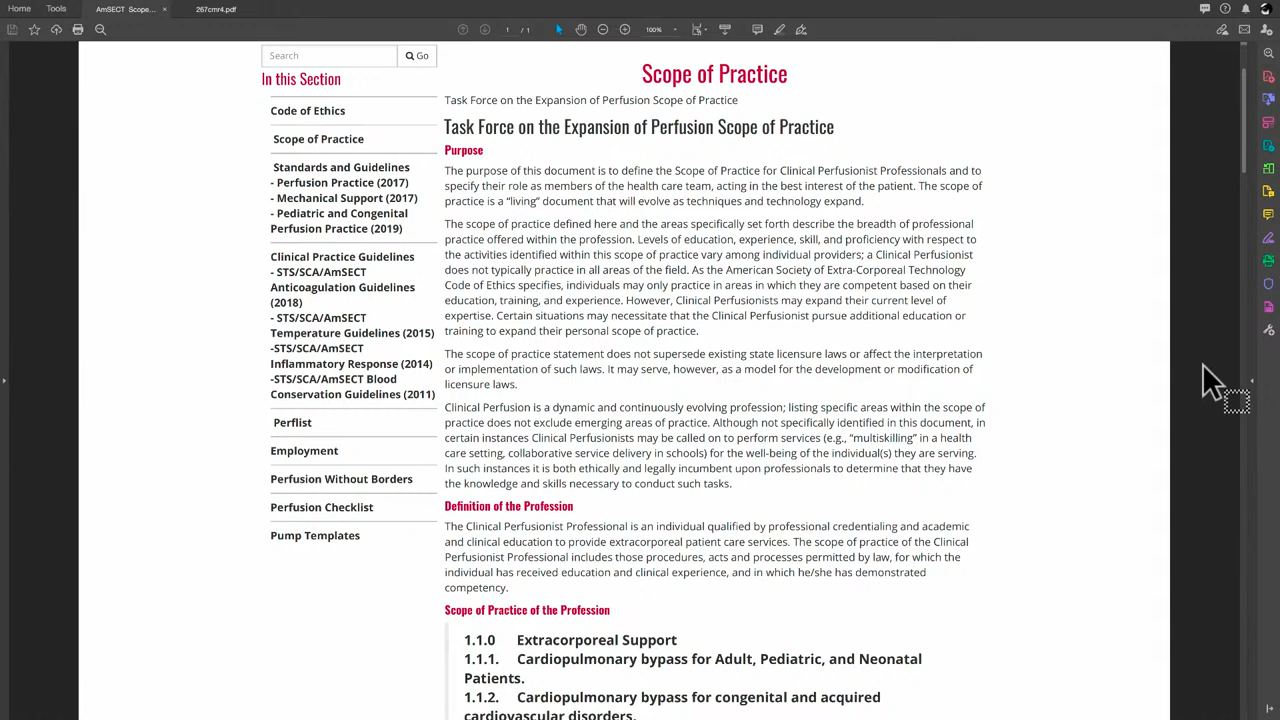 Home
Tools
AmSECT Scope...
×
267cmr4.pdf
1 / 1
100%
Search
Go
In this Section
Code of Ethics
Scope of Practice
Standards and Guidelines
- Perfusion Practice (2017)
- Mechanical Support (2017)
- Pediatric and Congenital
Perfusion Practice (2019)
Clinical Practice Guidelines
- STS/SCA/AmSECT
Anticoagulation Guidelines
(2018)
- STS/SCA/AmSECT
Temperature Guidelines (2015)
-STS/SCA/AmSECT
Inflammatory Response (2014)
-STS/SCA/AmSECT Blood
Conservation Guidelines (2011)
Perflist
Employment
Perfusion Without Borders
Perfusion Checklist
Pump Templates
Scope of Practice
Task Force on the Expansion of Perfusion Scope of Practice
Task Force on the Expansion of Perfusion Scope of Practice
Purpose
The purpose of this document is to define the Scope of Practice for Clinical Perfusionist Professionals and to
specify their role as members of the health care team, acting in the best interest of the patient. The scope of
practice is a “living” document that will evolve as techniques and technology expand.
The scope of practice defined here and the areas specifically set forth describe the breadth of professional
practice offered within the profession. Levels of education, experience, skill, and proficiency with respect to
the activities identified within this scope of practice vary among individual providers; a Clinical Perfusionist
does not typically practice in all areas of the field. As the American Society of Extra-Corporeal Technology
Code of Ethics specifies, individuals may only practice in areas in which they are competent based on their
education, training, and experience. However, Clinical Perfusionists may expand their current level of
expertise. Certain situations may necessitate that the Clinical Perfusionist pursue additional education or
training to expand their personal scope of practice.
The scope of practice statement does not supersede existing state licensure laws or affect the interpretation
or implementation of such laws. It may serve, however, as a model for the development or modification of
licensure laws.
Clinical Perfusion is a dynamic and continuously evolving profession; listing specific areas within the scope of
practice does not exclude emerging areas of practice. Although not specifically identified in this document, in
certain instances Clinical Perfusionists may be called on to perform services (e.g., “multiskilling” in a health
care setting, collaborative service delivery in schools) for the well-being of the individual(s) they are serving.
In such instances it is both ethically and legally incumbent upon professionals to determine that they have
the knowledge and skills necessary to conduct such tasks.
Definition of the Profession
The Clinical Perfusionist Professional is an individual qualified by professional credentialing and academic
and clinical education to provide extracorporeal patient care services. The scope of practice of the Clinical
Perfusionist Professional includes those procedures, acts and processes permitted by law, for which the
individual has received education and clinical experience, and in which he/she has demonstrated
competency.
Scope of Practice of the Profession
1.1.0 Extracorporeal Support
1.1.1. Cardiopulmonary bypass for Adult, Pediatric, and Neonatal
Patients.
1.1.2. Cardiopulmonary bypass for congenital and acquired
cardiovascular disorders.